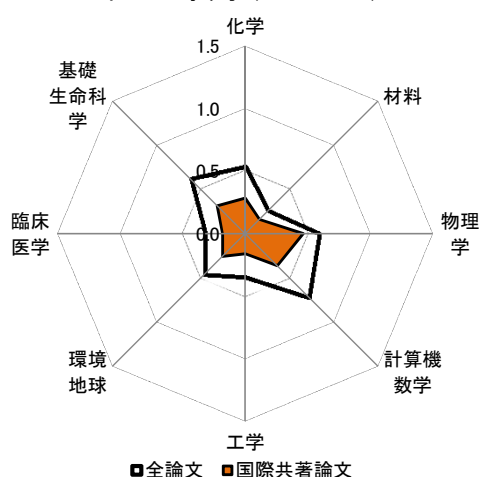 化学
1.5
1.0
0.5
0.0
材料
物理
学
計算機
数学
工学
環境
地球
臨床
医学
基礎
生命科
学
全論文
国際共著論文